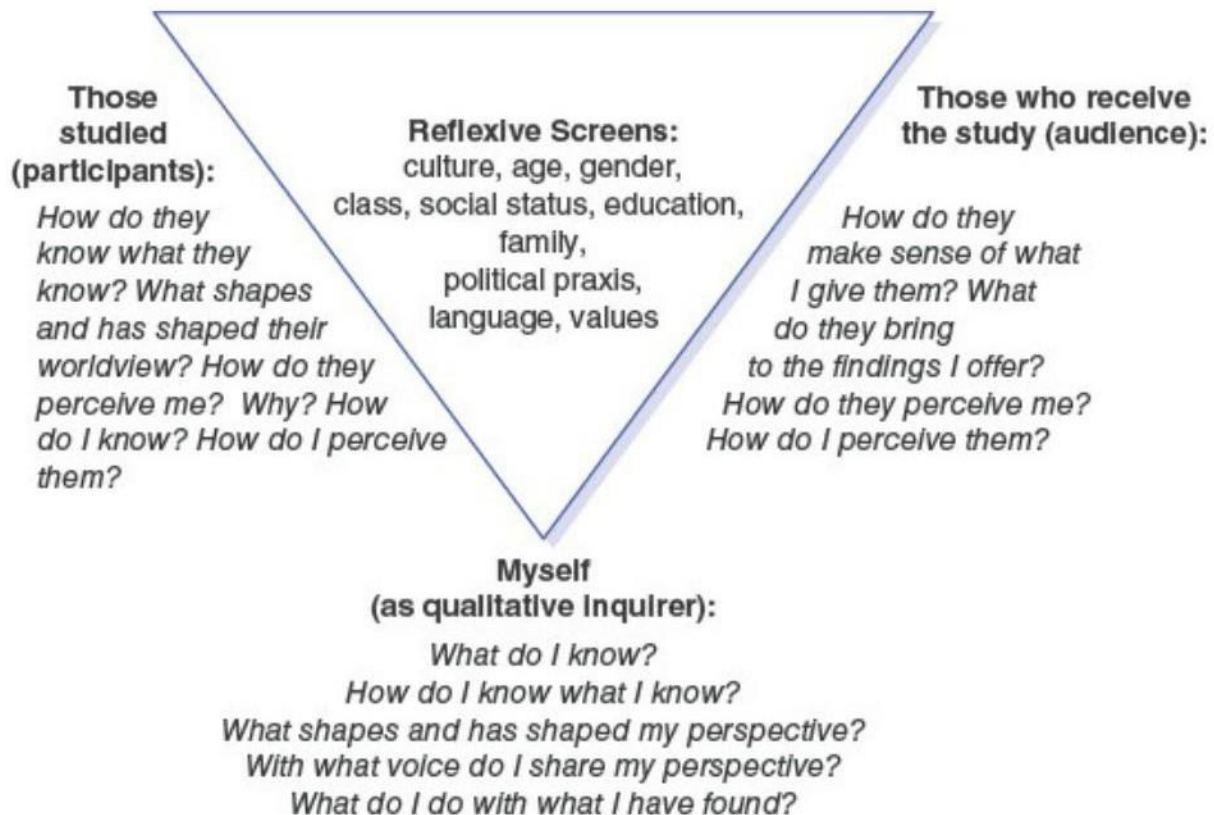 Those
studied
(participants):
How do they
know what they
know? What shapes
and has shaped their
worldview? How do they
perceive me? Why? How
do I know? How do I perceive
them?
Reflexive Screens:
culture, age, gender,
class, social status, education,
family,
political praxis,
language, values
Those who receive
the study (audience):
How do they
make sense of what
I give them? What
do they bring
to the findings I offer?
How do they perceive me?
How do I perceive them?
Myself
(as qualitative inquirer):
What do I know?
How do I know what I know?
What shapes and has shaped my perspective?
With what voice do I share my perspective?
What do I do with what I have found?